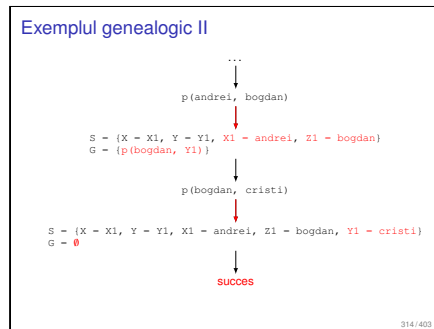 Exemplul genealogic II
...
p(andrei, bogdan)
S = {X = X1, Y = Y1, X1 = andrei, Z1 = bogdan}
G = {p(bogdan, Y1)}
p(bogdan, cristi)
S = {X = X1, Y = Y1, X1 = andrei, Z1 = bogdan, Y1 = cristi}
G = ∅
succes
314/403